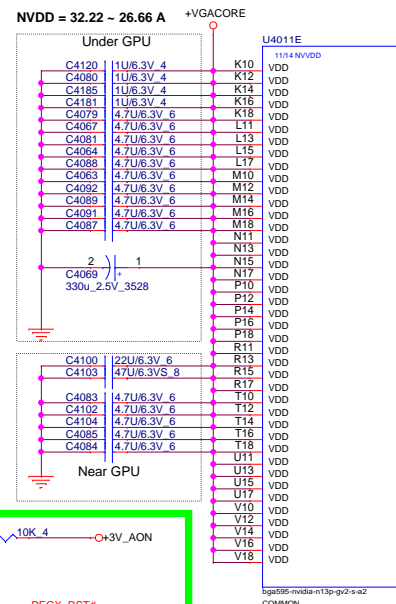 NVDD = 32.22 ~ 26.66 A
+VGACORE
Under GPU
U4011E
11/14 NVVDD
C4120 1U/6.3V_4 K10 VDD
C4080 1U/6.3V_4 K12 VDD
C4185 1U/6.3V_4 K14 VDD
C4181 1U/6.3V_4 K16 VDD
C4079 4.7U/6.3V_6 K18 VDD
C4067 4.7U/6.3V_6 L11 VDD
C4081 4.7U/6.3V_6 L13 VDD
C4064 4.7U/6.3V_6 L15 VDD
C4088 4.7U/6.3V_6 L17 VDD
C4063 4.7U/6.3V_6 M10 VDD
C4092 4.7U/6.3V_6 M12 VDD
C4089 4.7U/6.3V_6 M14 VDD
C4091 4.7U/6.3V_6 M16 VDD
C4087 4.7U/6.3V_6 M18 VDD
N11 VDD
N13 VDD
2 1 N15 VDD
C4069 + N17 VDD
330u_2.5V_3528 P10 VDD
P12 VDD
P14 VDD
P16 VDD
P18 VDD
R11 VDD
C4100 22U/6.3V_6 R13 VDD
C4103 47U/6.3VS_8 R15 VDD
R17 VDD
C4083 4.7U/6.3V_6 T10 VDD
C4102 4.7U/6.3V_6 T12 VDD
C4104 4.7U/6.3V_6 T14 VDD
C4085 4.7U/6.3V_6 T16 VDD
C4084 4.7U/6.3V_6 T18 VDD
U11 VDD
Near GPU U13 VDD
U15 VDD
U17 VDD
V10 VDD
V12 VDD
V14 VDD
V16 VDD
V18 VDD
10K_4 +3V_AON
bga595-nvidia-n13p-gv2-s-a2
COMMON
PEGX_RST#